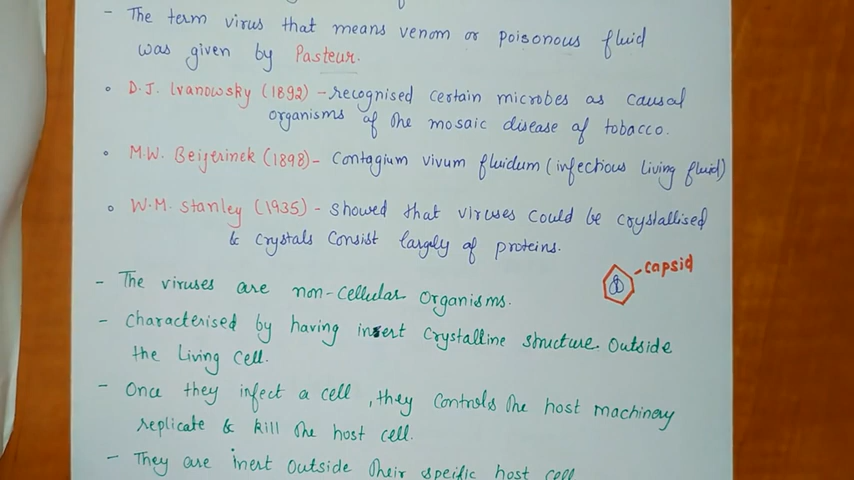 - The term virus that means venom or poisonous fluid
was given by Pasteur.
• D.J. Ivanowsky (1892) - recognised certain microbes as causal
organisms of the mosaic disease of tobacco.
• M.W. Beijerinek (1898) - Contagium vivum fluidum (infectious living fluid)
• W.M. Stanley (1935) - Showed that viruses could be crystallised
& crystals consist largely of proteins.
- capsid
- The viruses are non-cellular organisms.
- Characterised by having inert crystalline structure outside
the living cell.
- Once they infect a cell, they controls the host machinery
replicate & kill the host cell.
- They are inert outside their specific host cell